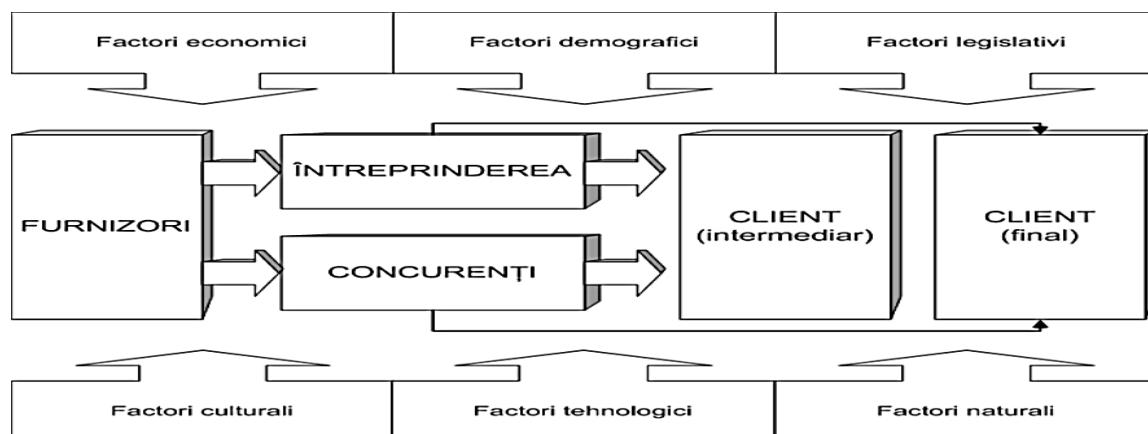 Factori economici
Factori demografici
Factori legislativi
FURNIZORI
ÎNTREPRINDEREA
CONCURENȚI
CLIENT
(intermediar)
CLIENT
(final)
Factori culturali
Factori tehnologici
Factori naturali